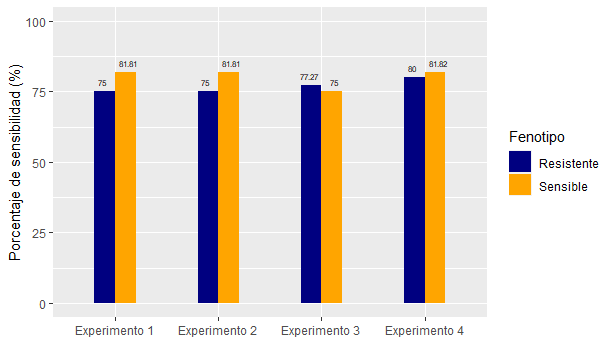 Porcentaje de sensibilidad (%)
100
75
50
25
0
75
81.81
75
81.81
77.27
75
80
81.82
Experimento 1
Experimento 2
Experimento 3
Experimento 4
Fenotipo
Resistente
Sensible